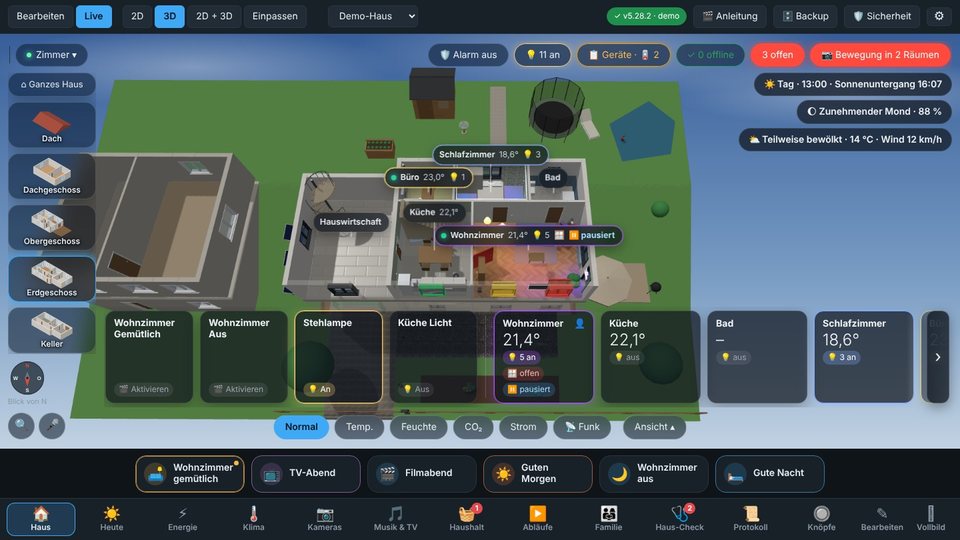 Bearbeiten Live 2D 3D 2D + 3D Einpassen Demo-Haus ✓ v5.28.2 · demo Anleitung Backup Sicherheit
Zimmer ▾ Alarm aus 11 an Geräte · 2 ✓ 0 offline 3 offen Bewegung in 2 Räumen
⌂ Ganzes Haus
Tag · 13:00 · Sonnenuntergang 16:07
Zunehmender Mond · 88 %
Teilweise bewölkt · 14 °C · Wind 12 km/h
Dach
Dachgeschoss
Obergeschoss
Erdgeschoss
Keller
Schlafzimmer 18,6° 3
Büro 23,0° 1
Bad
Küche 22,1°
Hauswirtschaft
Wohnzimmer 21,4° 5 pausiert
Wohnzimmer
Gemütlich
Aktivieren
Wohnzimmer
Aus
Aktivieren
Stehlampe
An
Küche Licht
Aus
Wohnzimmer
21,4°
5 an
offen
pausiert
Küche
22,1°
aus
Bad
–
aus
Schlafzimmer
18,6°
3 an
›
N
W O
S
Blick von N
Normal Temp. Feuchte CO₂ Strom Funk Ansicht ▴
Wohnzimmer
gemütlich
TV-Abend
Filmabend
Guten
Morgen
Wohnzimmer
aus
Gute Nacht
Haus Heute Energie Klima Kameras Musik & TV Haushalt 1 Abläufe Familie Haus-Check 2 Protokoll Knöpfe Bearbeiten Vollbild